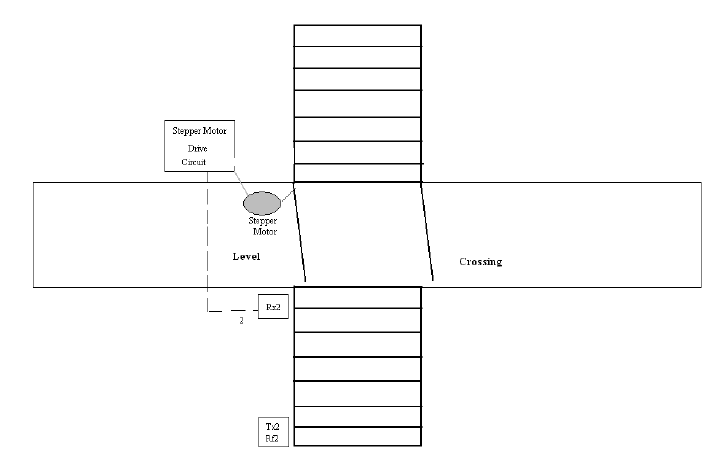 Stepper Motor
Drive
Circuit
Stepper
Motor
Level
Crossing
Rx2
2
Tx2
Rf2